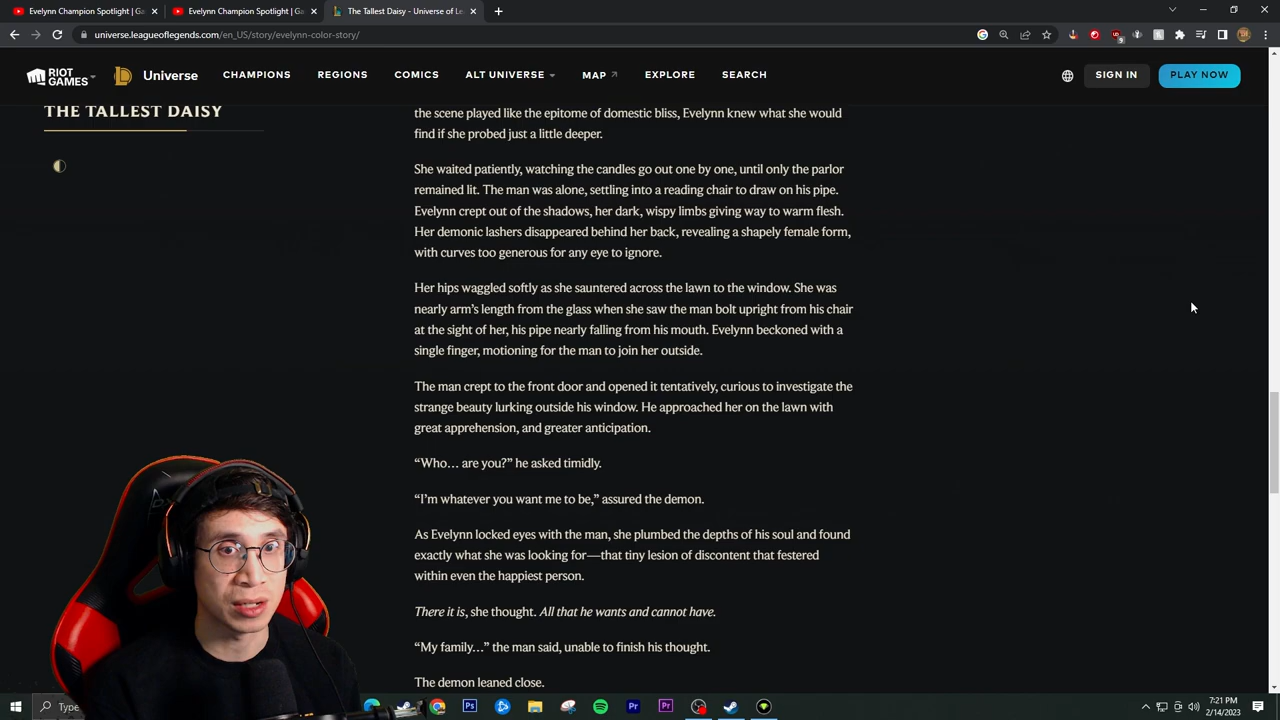 Evelynn Champion Spotlight | Ga
Evelynn Champion Spotlight | Ga
The Tallest Daisy - Universe of Le
universe.leagueoflegends.com/en_US/story/evelynn-color-story/
RIOT GAMES
Universe
CHAMPIONS
REGIONS
COMICS
ALT UNIVERSE
MAP
EXPLORE
SEARCH
SIGN IN
PLAY NOW
THE TALLEST DAISY
the scene played like the epitome of domestic bliss, Evelynn knew what she would
find if she probed just a little deeper.
She waited patiently, watching the candles go out one by one, until only the parlor
remained lit. The man was alone, settling into a reading chair to draw on his pipe.
Evelynn crept out of the shadows, her dark, wispy limbs giving way to warm flesh.
Her demonic lashers disappeared behind her back, revealing a shapely female form,
with curves too generous for any eye to ignore.
Her hips waggled softly as she sauntered across the lawn to the window. She was
nearly arm’s length from the glass when she saw the man bolt upright from his chair
at the sight of her, his pipe nearly falling from his mouth. Evelynn beckoned with a
single finger, motioning for the man to join her outside.
The man crept to the front door and opened it tentatively, curious to investigate the
strange beauty lurking outside his window. He approached her on the lawn with
great apprehension, and greater anticipation.
“Who… are you?” he asked timidly.
“I’m whatever you want me to be,” assured the demon.
As Evelynn locked eyes with the man, she plumbed the depths of his soul and found
exactly what she was looking for—that tiny lesion of discontent that festered
within even the happiest person.
There it is, she thought. All that he wants and cannot have.
“My family…” the man said, unable to finish his thought.
The demon leaned close.
Type
7:21 PM
2/14/2023